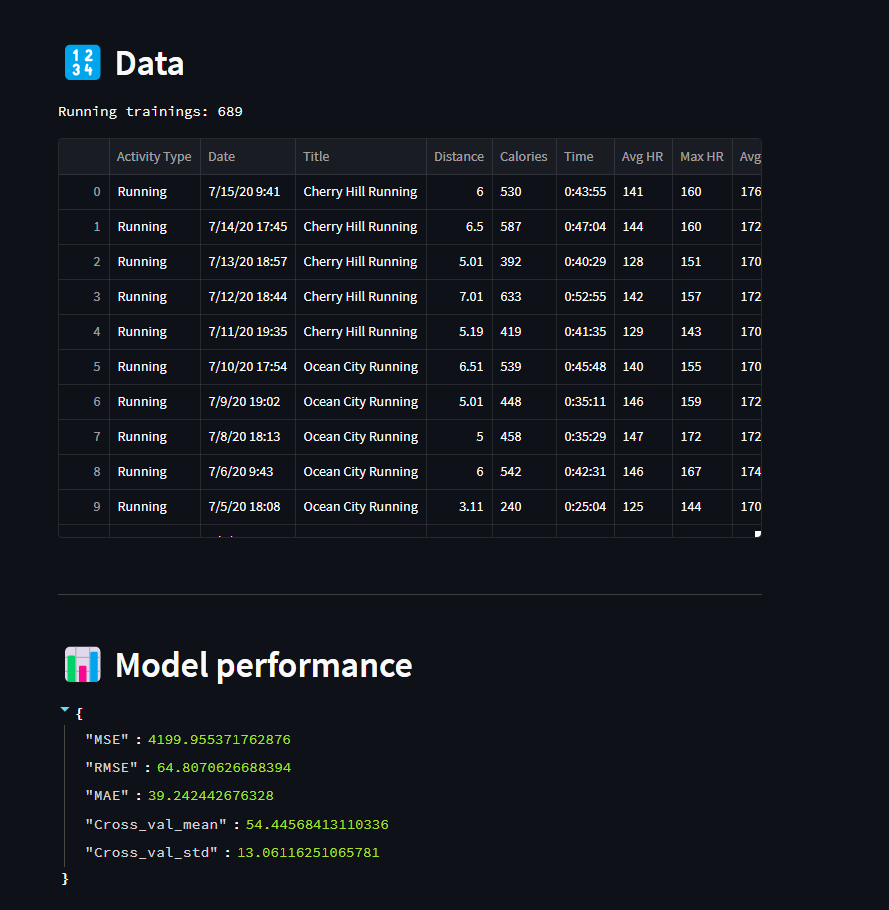 Data
Running trainings: 689
Activity Type Date Title Distance Calories Time Avg HR Max HR Avg
0 Running 7/15/20 9:41 Cherry Hill Running 6 530 0:43:55 141 160 176
1 Running 7/14/20 17:45 Cherry Hill Running 6.5 587 0:47:04 144 160 172
2 Running 7/13/20 18:57 Cherry Hill Running 5.01 392 0:40:29 128 151 170
3 Running 7/12/20 18:44 Cherry Hill Running 7.01 633 0:52:55 142 157 172
4 Running 7/11/20 19:35 Cherry Hill Running 5.19 419 0:41:35 129 143 170
5 Running 7/10/20 17:54 Ocean City Running 6.51 539 0:45:48 140 155 170
6 Running 7/9/20 19:02 Ocean City Running 5.01 448 0:35:11 146 159 172
7 Running 7/8/20 18:13 Ocean City Running 5 458 0:35:29 147 172 172
8 Running 7/6/20 9:43 Ocean City Running 6 542 0:42:31 146 167 174
9 Running 7/5/20 18:08 Ocean City Running 3.11 240 0:25:04 125 144 170
Model performance
{
"MSE" : 4199.955371762876
"RMSE" : 64.8070626688394
"MAE" : 39.242442676328
"Cross_val_mean" : 54.44568413110336
"Cross_val_std" : 13.06116251065781
}